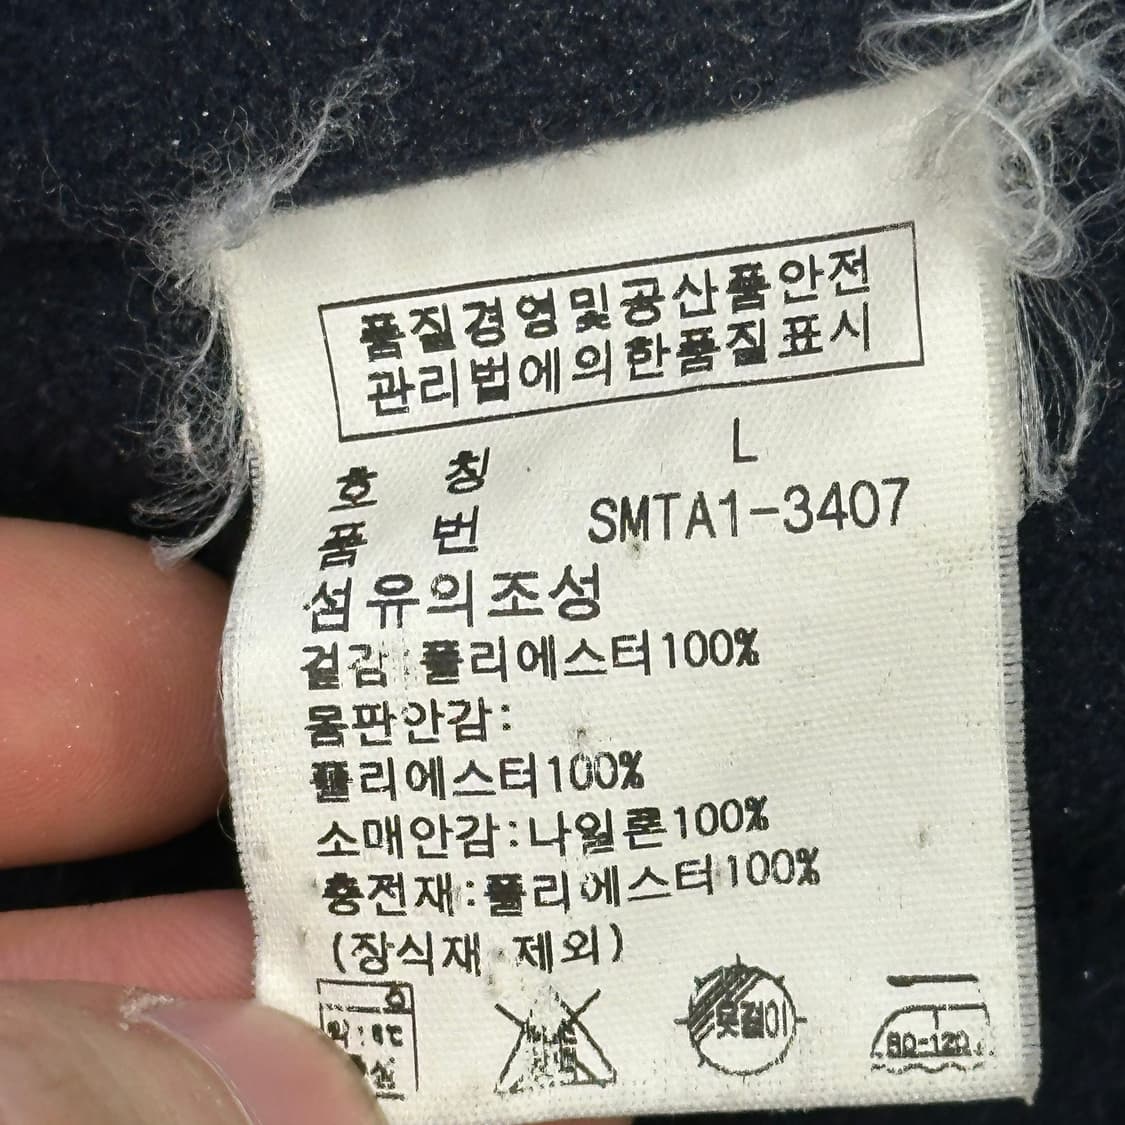 품질경영및공산품안전
관리법에의한품질표시
호 칭 L
품 번 SMTA1-3407
섬유의조성
겉감:폴리에스터100%
몸판안감:
폴리에스터100%
소매안감:나일론100%
충전재:폴리에스터100%
(장식재 제외)
옷걸이
80-120